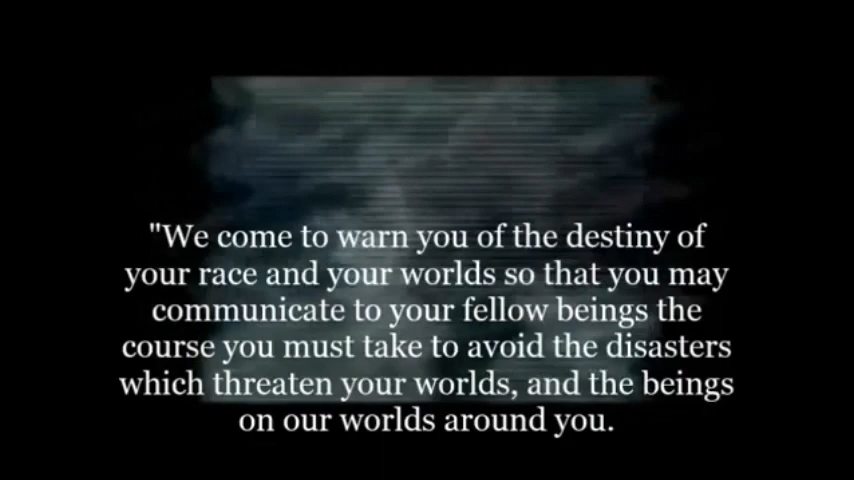 "We come to warn you of the destiny of
your race and your worlds so that you may
communicate to your fellow beings the
course you must take to avoid the disasters
which threaten your worlds, and the beings
on our worlds around you.